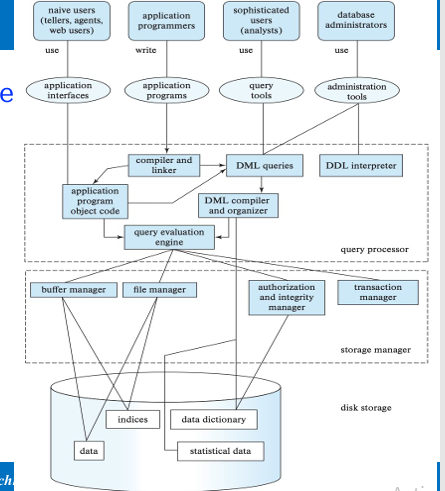 naive users
(tellers, agents,
web users)
application
programmers
sophisticated
users
(analysts)
database
administrators
use
write
use
use
e
application
interfaces
application
programs
query
tools
administration
tools
compiler and
linker
DML queries
DDL interpreter
application
program
object code
DML compiler
and organizer
query evaluation
engine
query processor
buffer manager
file manager
authorization
and integrity
manager
transaction
manager
storage manager
disk storage
indices
data dictionary
data
statistical data